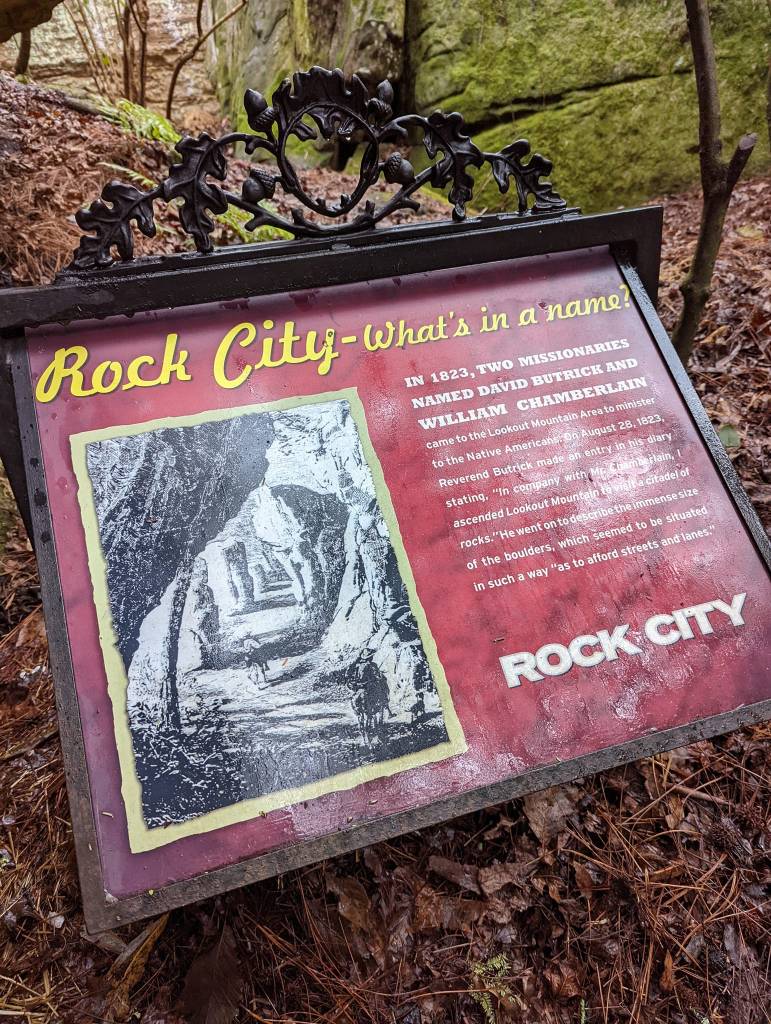 Rock City - What's in a name?
IN 1823, TWO MISSIONARIES
NAMED DAVID BUTRICK AND
WILLIAM CHAMBERLAIN
came to the Lookout Mountain Area to minister
to the Native Americans. On August 28, 1823,
Reverend Butrick made an entry in his diary
stating, "In company with Mr. Chamberlain, I
ascended Lookout Mountain to visit a citadel of
rocks." He went on to describe the immense size
of the boulders, which seemed to be situated
in such a way "as to afford streets and lanes."
ROCK CITY